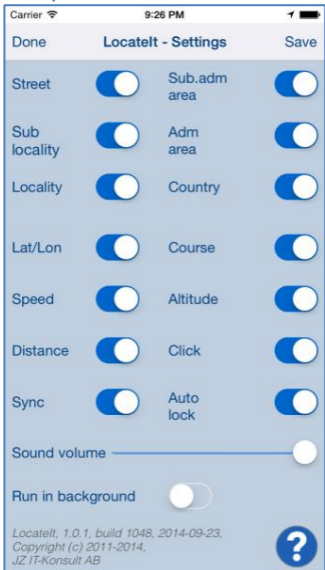 Carrier 9:26 PM
Done LocateIt - Settings Save
Street Sub.adm
area
Sub
locality Adm
area
Locality Country
Lat/Lon Course
Speed Altitude
Distance Click
Sync Auto
lock
Sound volume
Run in background
LocateIt, 1.0.1, build 1048, 2014-09-23,
Copyright (c) 2011-2014,
JZ IT-Konsult AB
?